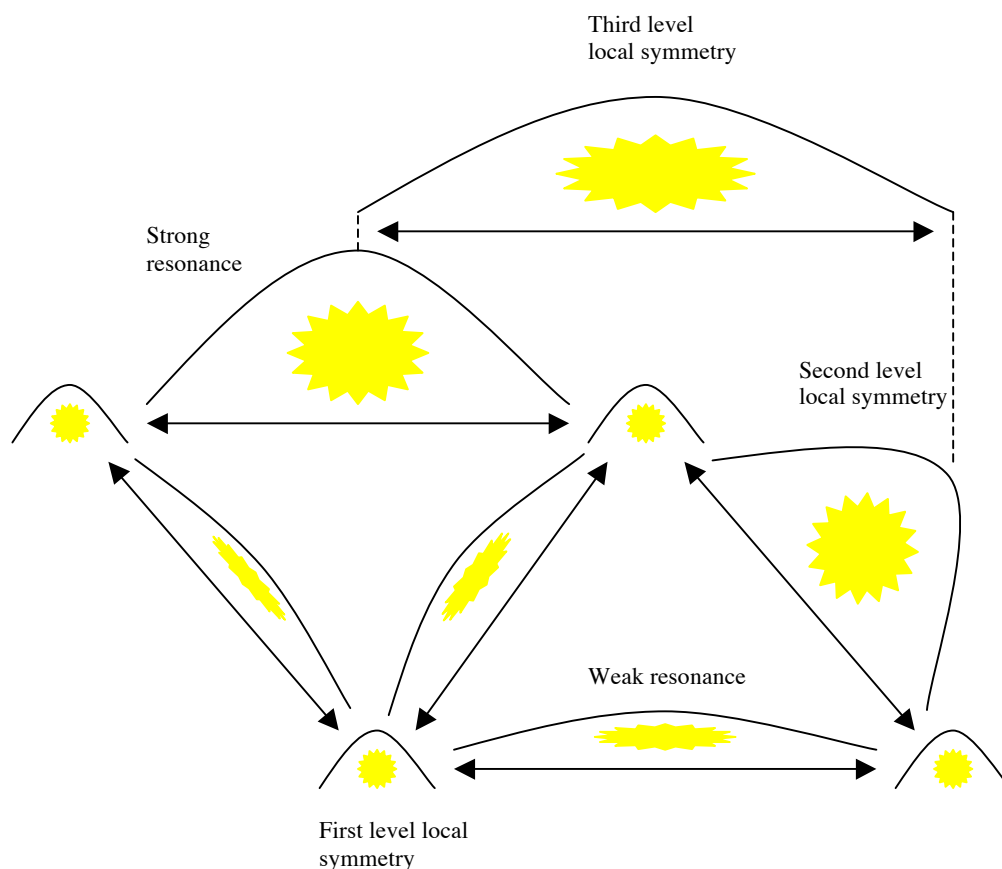 Third level
local symmetry
Strong
resonance
Second level
local symmetry
Weak resonance
First level local
symmetry